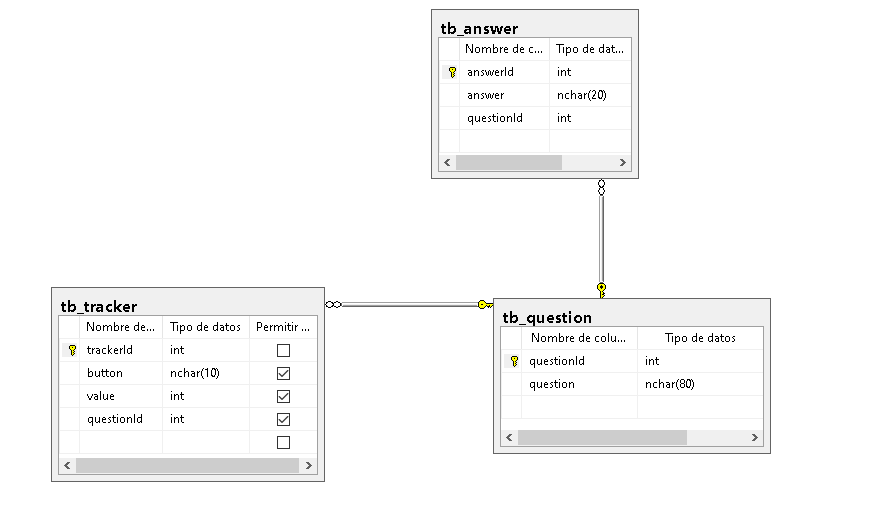 tb_answer
Nombre de c... Tipo de dat...
answerId int
answer nchar(20)
questionId int
tb_tracker
Nombre de... Tipo de datos Permitir ...
trackerId int
button nchar(10)
value int
questionId int
tb_question
Nombre de colu... Tipo de datos
questionId int
question nchar(80)